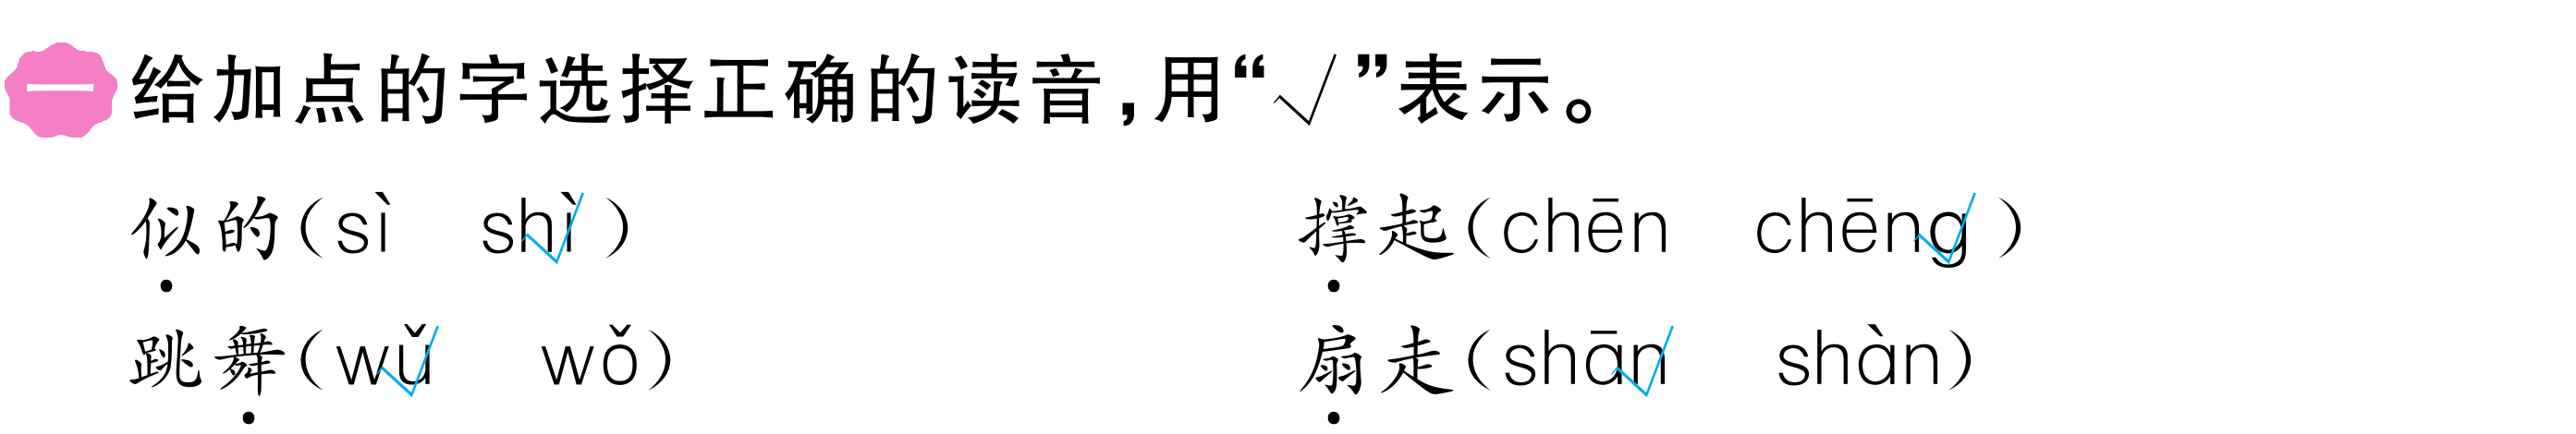 一 给加点的字选择正确的读音,用“√”表示。
似的(sì shì√) 撑起(chēn chēng√)
跳舞(wǔ√ wǒ) 扇走(shān√ shàn)